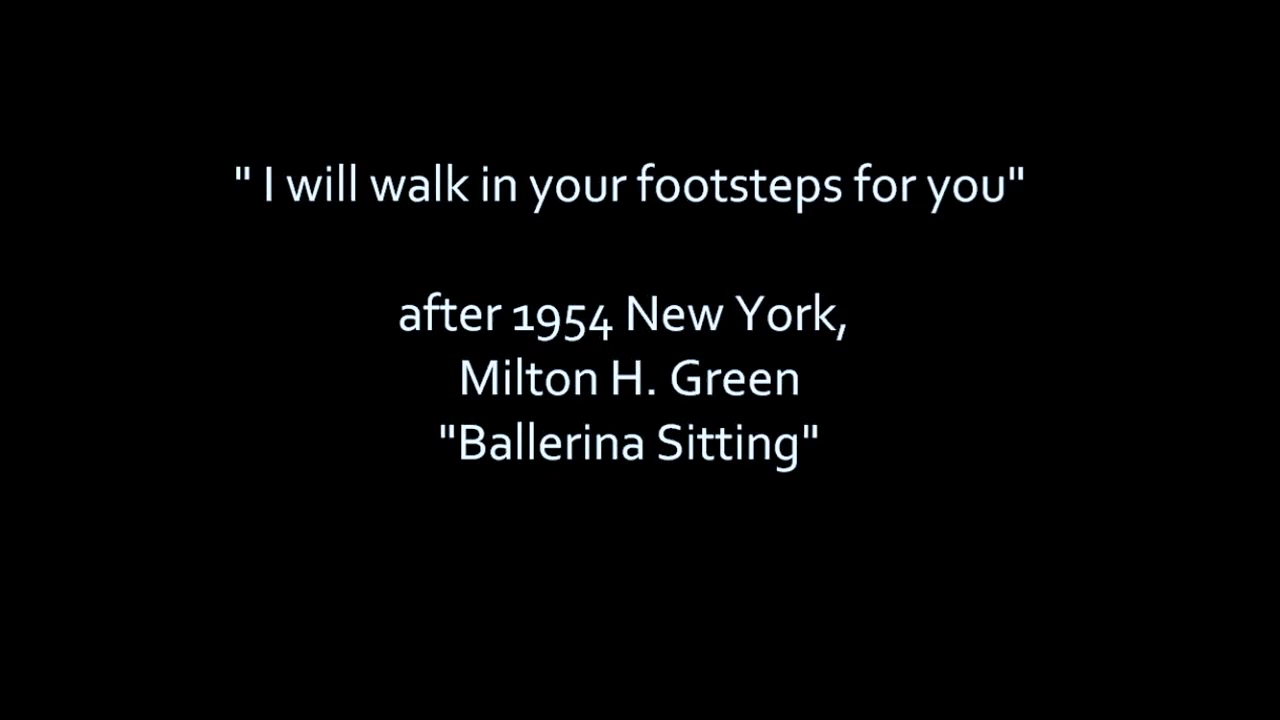 " I will walk in your footsteps for you"
after 1954 New York,
Milton H. Green
"Ballerina Sitting"